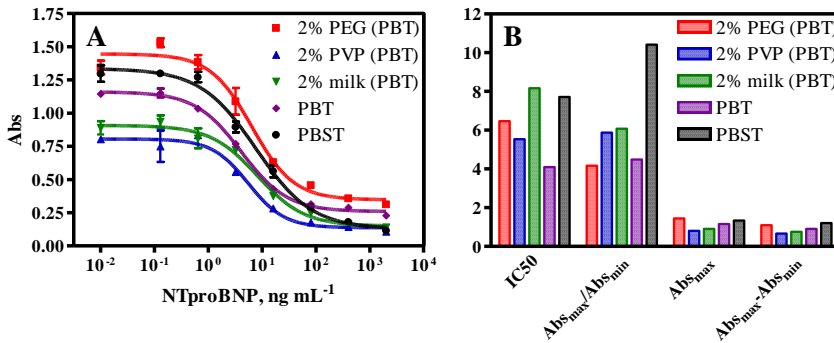 A
Abs
1.75
1.50
1.25
1.00
0.75
0.50
0.25
0.00
10⁻² 10⁻¹ 10⁰ 10¹ 10² 10³ 10⁴
NTproBNP, ng mL⁻¹
2% PEG (PBT)
2% PVP (PBT)
2% milk (PBT)
PBT
PBST
B
12
10
8
6
4
2
0
IC50
Absmax/Absmin
Absmax
Absmax-Absmin
2% PEG (PBT)
2% PVP (PBT)
2% milk (PBT)
PBT
PBST